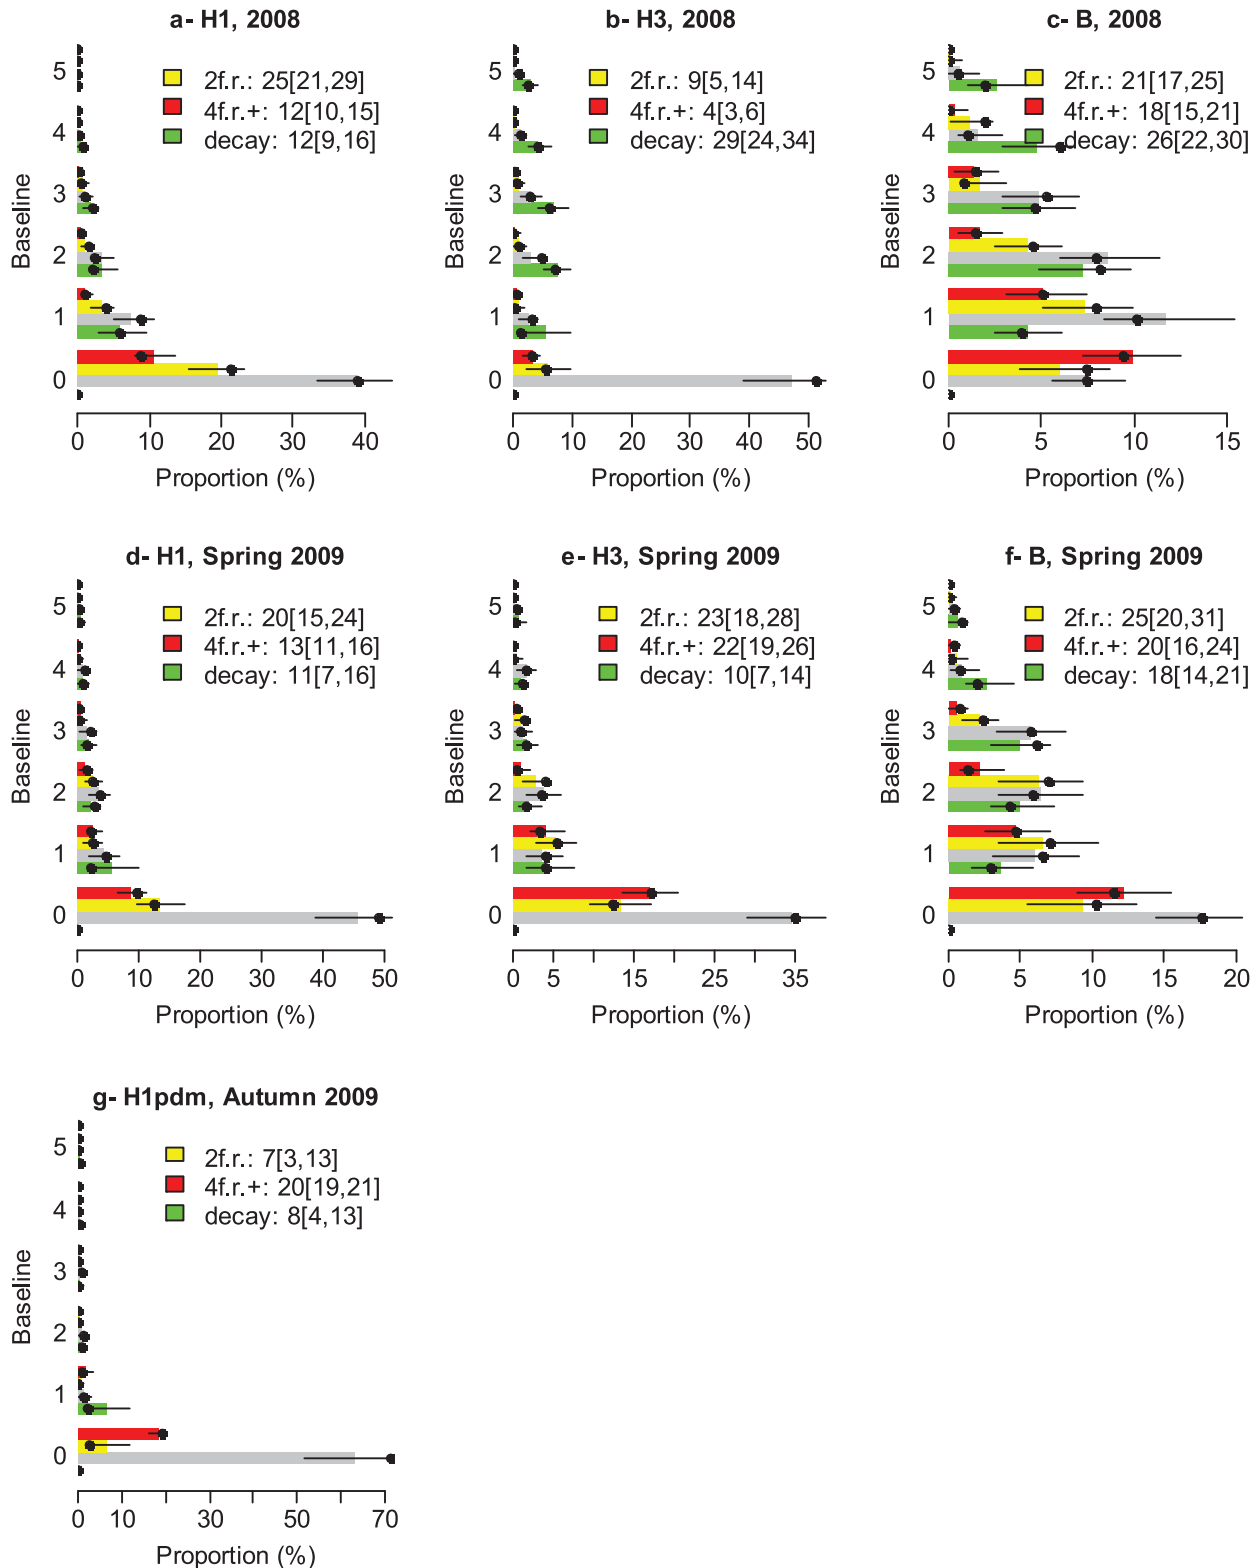 a- H1, 2008
2f.r.: 25[21,29]
4f.r.+: 12[10,15]
decay: 12[9,16]
Baseline
5
4
3
2
1
0
0 10 20 30 40
Proportion (%)
b- H3, 2008
2f.r.: 9[5,14]
4f.r.+: 4[3,6]
decay: 29[24,34]
Baseline
5
4
3
2
1
0
0 10 20 30 40 50
Proportion (%)
c- B, 2008
2f.r.: 21[17,25]
4f.r.+: 18[15,21]
decay: 26[22,30]
Baseline
5
4
3
2
1
0
0 5 10 15
Proportion (%)
d- H1, Spring 2009
2f.r.: 20[15,24]
4f.r.+: 13[11,16]
decay: 11[7,16]
Baseline
5
4
3
2
1
0
0 10 20 30 40 50
Proportion (%)
e- H3, Spring 2009
2f.r.: 23[18,28]
4f.r.+: 22[19,26]
decay: 10[7,14]
Baseline
5
4
3
2
1
0
0 5 15 25 35
Proportion (%)
f- B, Spring 2009
2f.r.: 25[20,31]
4f.r.+: 20[16,24]
decay: 18[14,21]
Baseline
5
4
3
2
1
0
0 5 10 15 20
Proportion (%)
g- H1pdm, Autumn 2009
2f.r.: 7[3,13]
4f.r.+: 20[19,21]
decay: 8[4,13]
Baseline
5
4
3
2
1
0
0 10 30 50 70
Proportion (%)